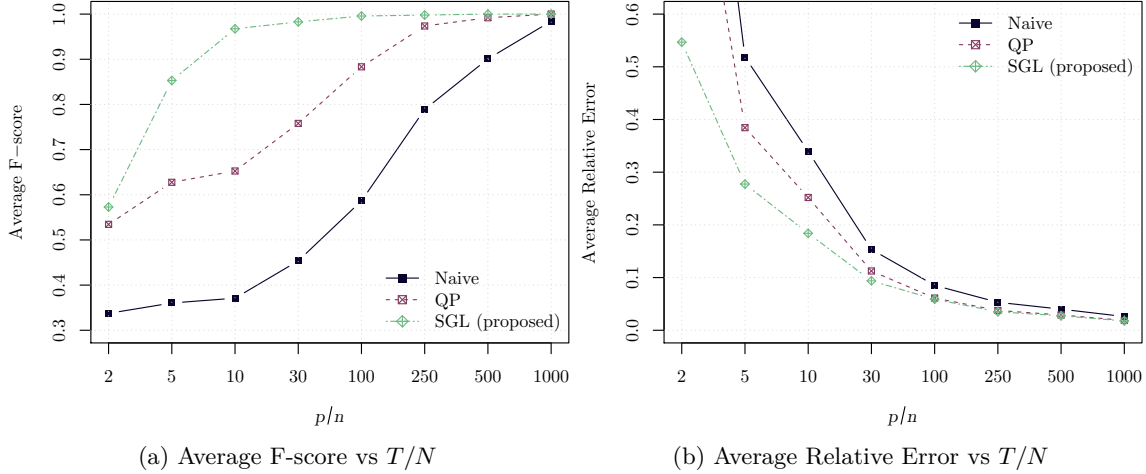 Average F−score
1.0
0.9
0.8
0.7
0.6
0.5
0.4
0.3
Naive
QP
SGL (proposed)
2 5 10 30 100 250 500 1000
p/n
(a) Average F-score vs T/N
Average Relative Error
0.6
0.5
0.4
0.3
0.2
0.1
0.0
Naive
QP
SGL (proposed)
2 5 10 30 100 250 500 1000
p/n
(b) Average Relative Error vs T/N